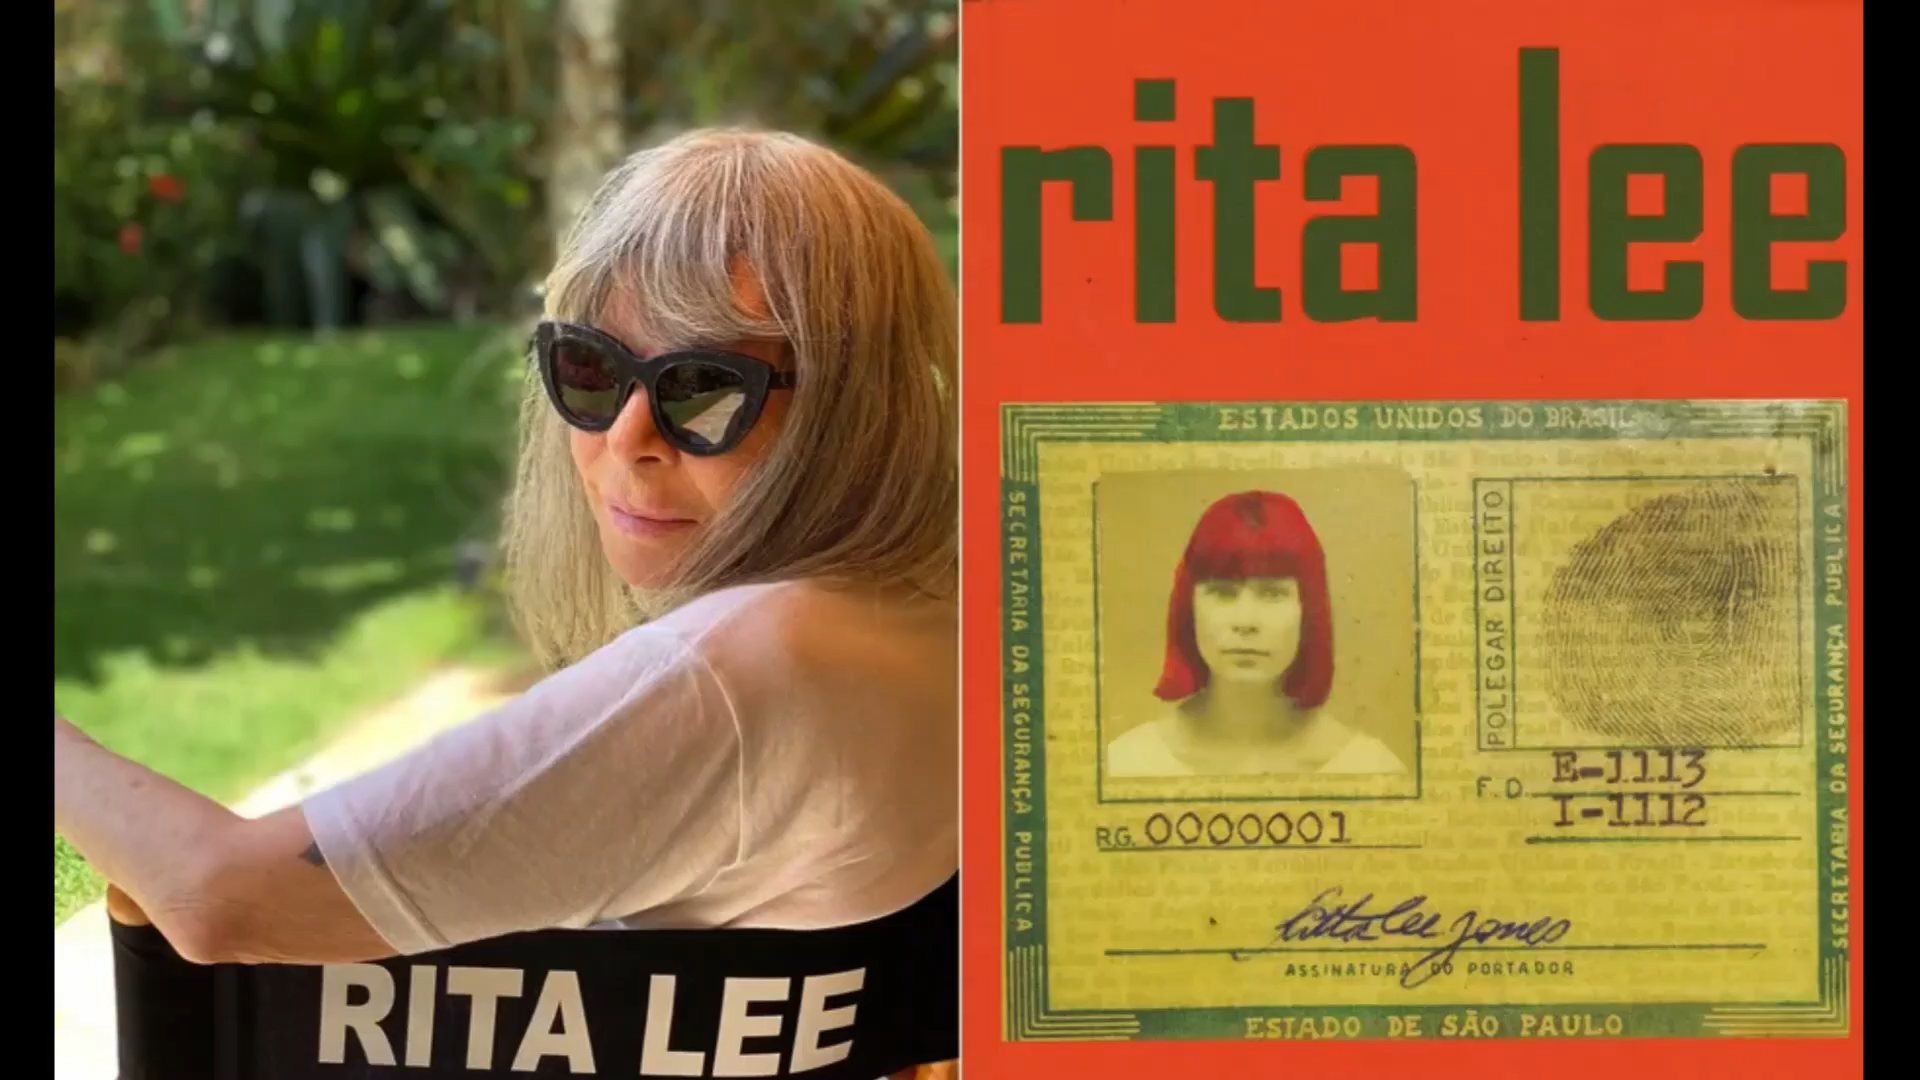 RITA LEE
rita lee
ESTADOS UNIDOS DO BRASIL
SECRETARIA DA SEGURANÇA PUBLICA
POLEGAR DIREITO
SECRETARIA DA SEGURANÇA PUBLICA
F.D. E-1113
I-1112
RG. 0000001
Rita Lee Jones
ASSINATURA DO PORTADOR
ESTADO DE SÃO PAULO